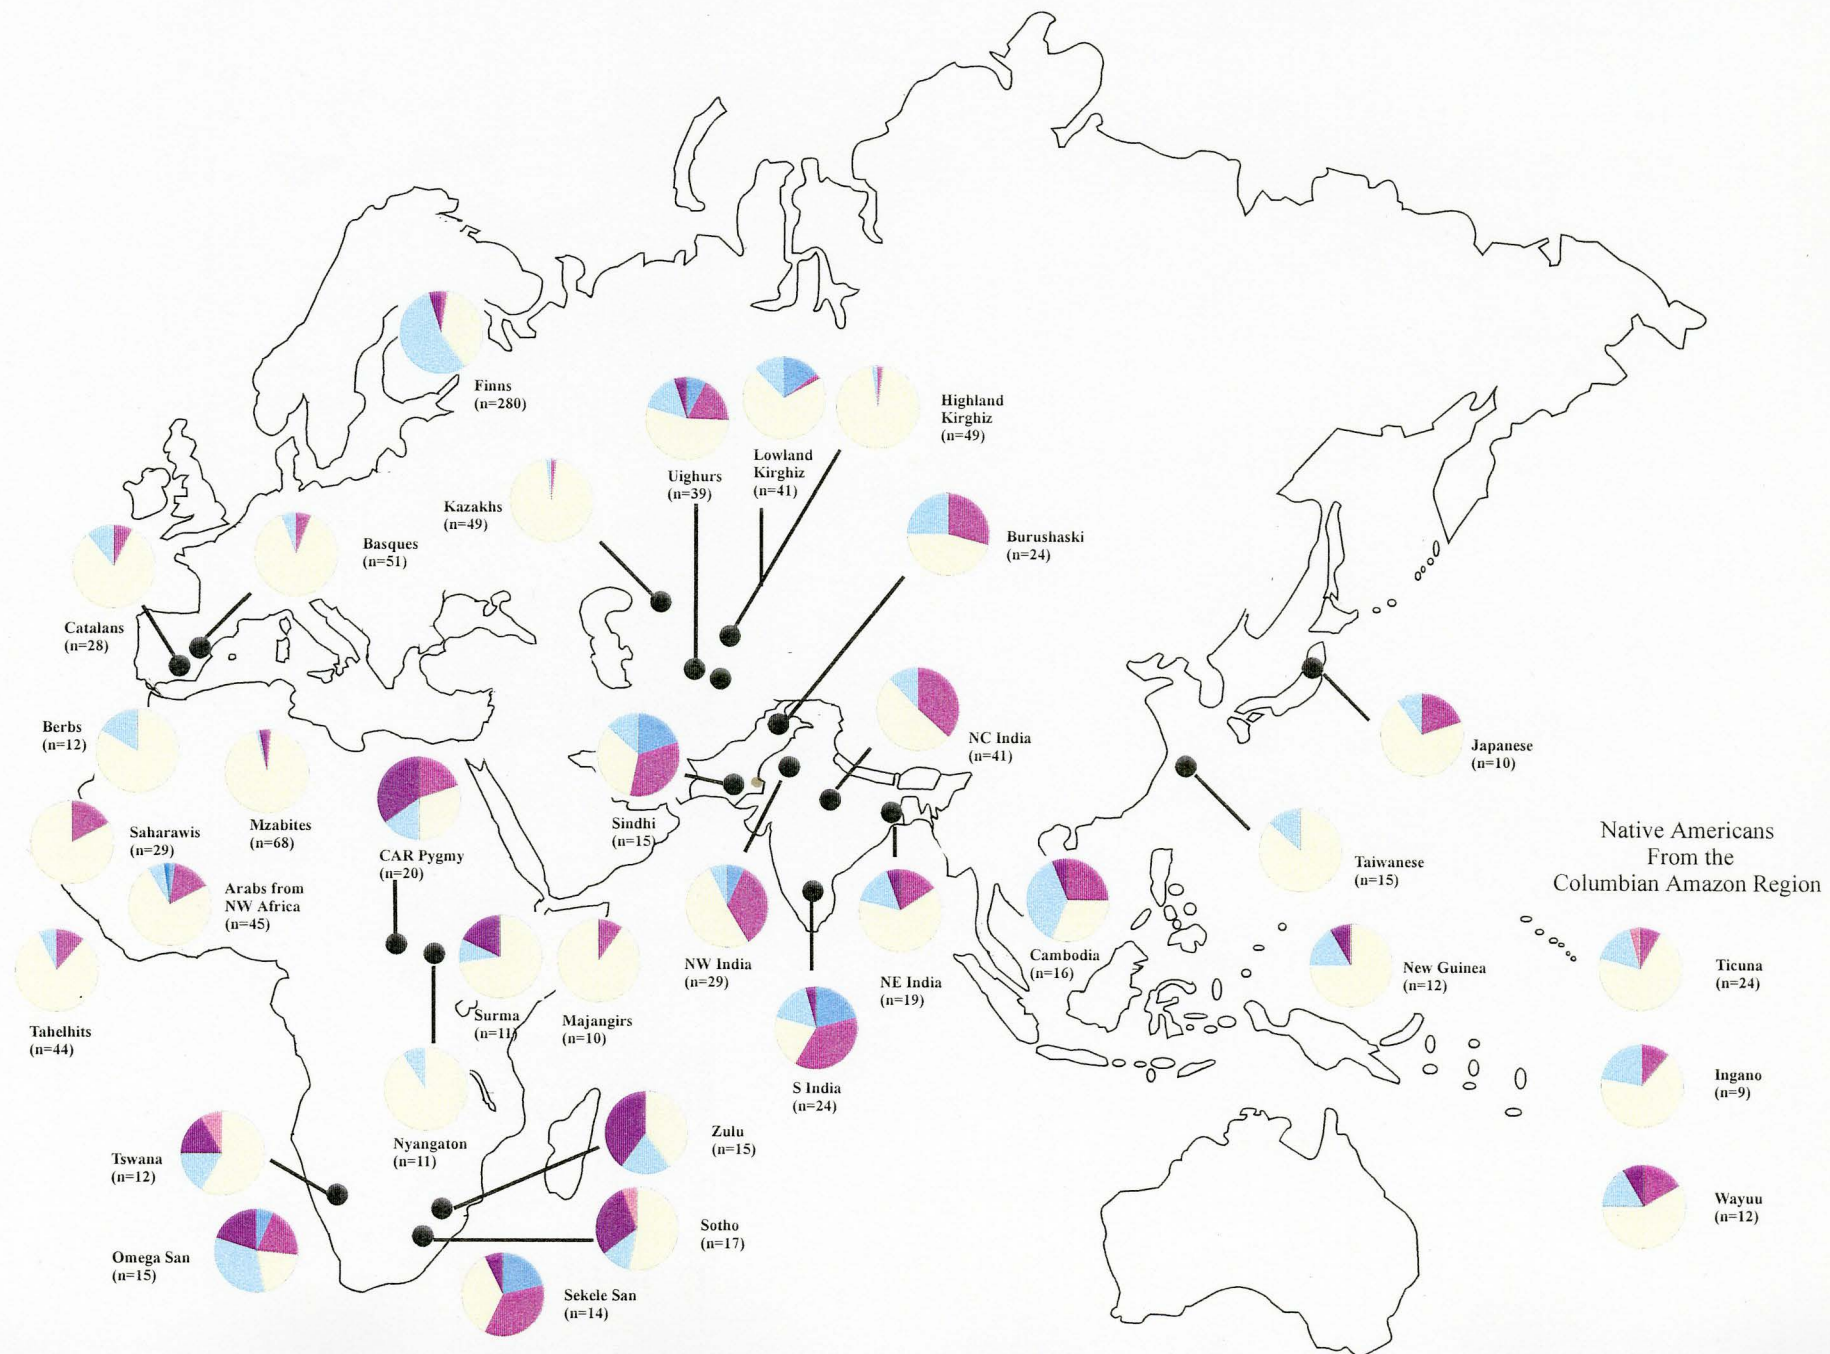 Finns
(n=280)
Highland
Kirghiz
(n=49)
Lowland
Kirghiz
(n=41)
Uighurs
(n=39)
Kazakhs
(n=49)
Burushaski
(n=24)
Basques
(n=51)
Catalans
(n=28)
Berbs
(n=12)
NC India
(n=41)
Japanese
(n=10)
Saharawis
(n=29)
Mzabites
(n=68)
Sindhi
(n=15)
CAR Pygmy
(n=20)
Taiwanese
(n=15)
Native Americans
From the
Columbian Amazon Region
Arabs from
NW Africa
(n=45)
NW India
(n=29)
NE India
(n=19)
Cambodia
(n=16)
New Guinea
(n=12)
Ticuna
(n=24)
Tahelhits
(n=44)
Surma
(n=11)
Majangirs
(n=10)
S India
(n=24)
Ingano
(n=9)
Nyangaton
(n=11)
Zulu
(n=15)
Tswana
(n=12)
Wayuu
(n=12)
Sotho
(n=17)
Omega San
(n=15)
Sekele San
(n=14)